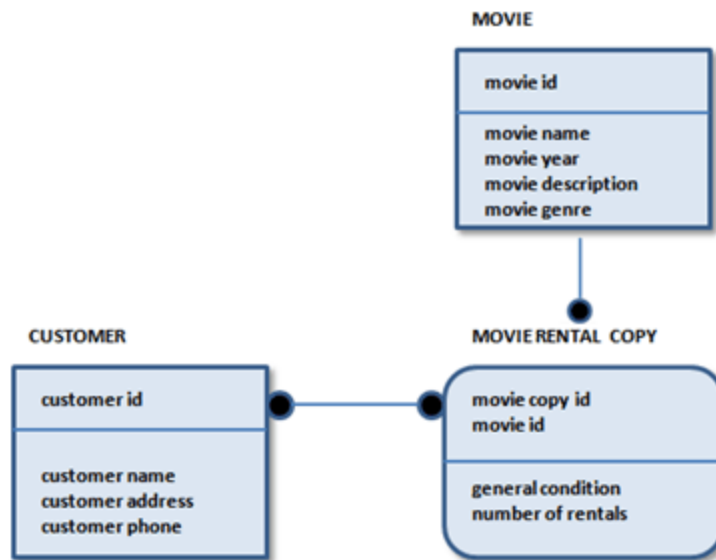 MOVIE
movie id
movie name
movie year
movie description
movie genre
CUSTOMER
customer id
customer name
customer address
customer phone
MOVIE RENTAL COPY
movie copy id
movie id
general condition
number of rentals